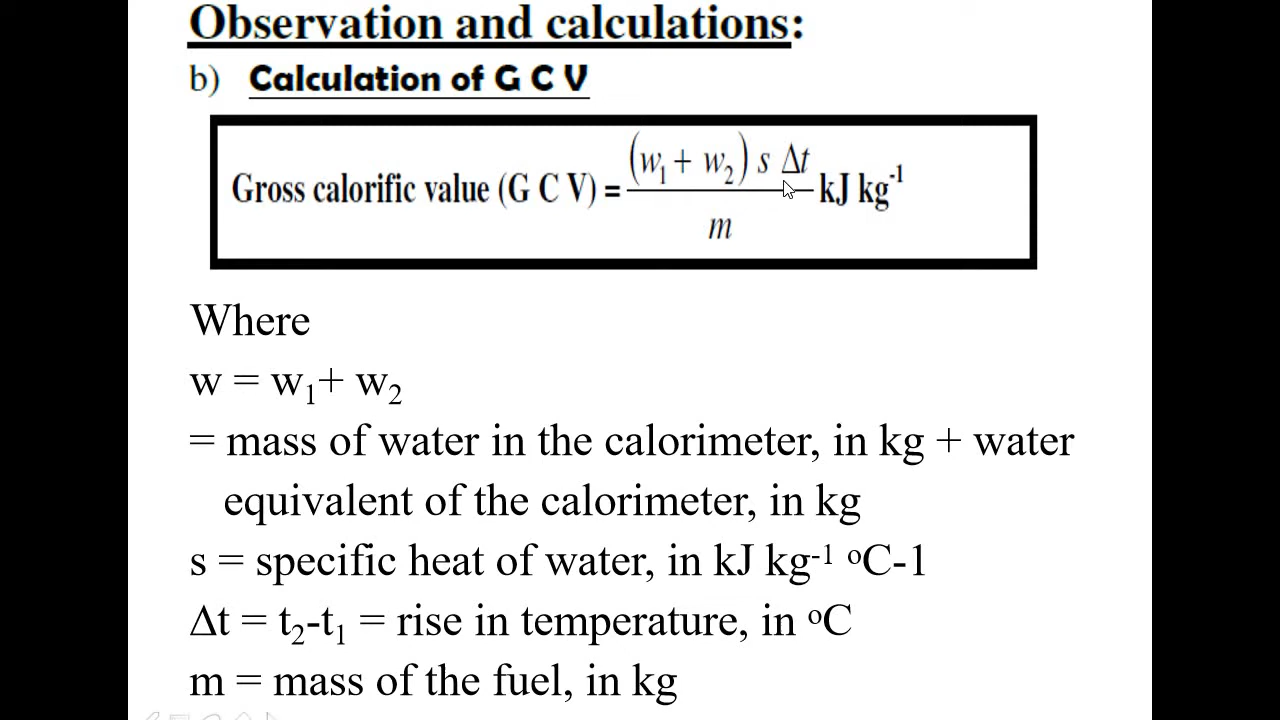 Observation and calculations:
b) Calculation of G C V
Gross calorific value (G C V) = (w₁ + w₂) s Δt / m kJ kg⁻¹
Where
w = w₁+ w₂
= mass of water in the calorimeter, in kg + water
equivalent of the calorimeter, in kg
s = specific heat of water, in kJ kg⁻¹ ᵒC-1
Δt = t₂-t₁ = rise in temperature, in ᵒC
m = mass of the fuel, in kg